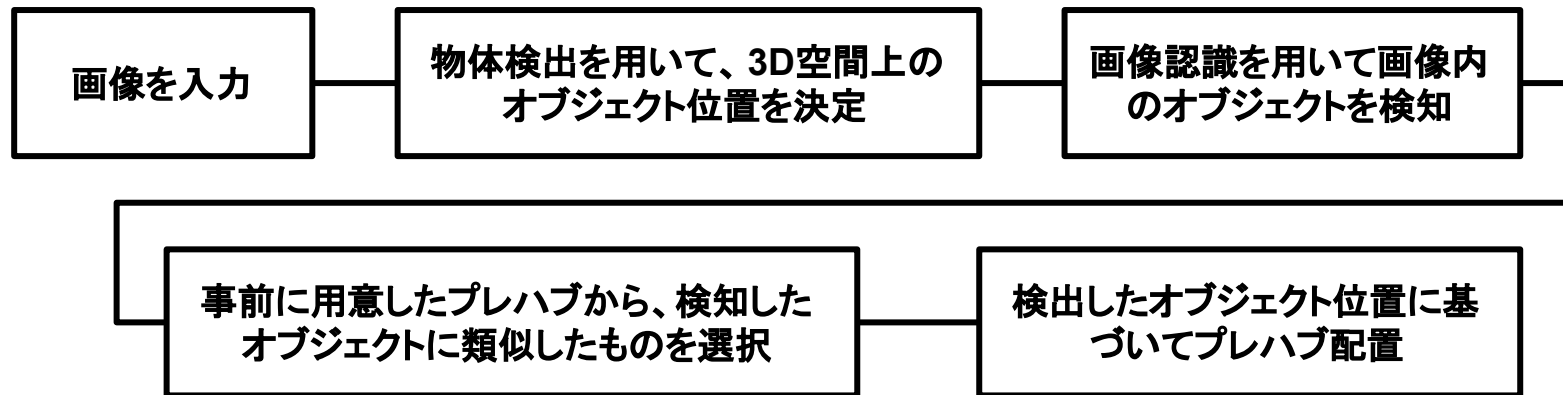 画像を入力
物体検出を用いて、3D空間上の
オブジェクト位置を決定
画像認識を用いて画像内
のオブジェクトを検知
事前に用意したプレハブから、検知した
オブジェクトに類似したものを選択
検出したオブジェクト位置に基
づいてプレハブ配置